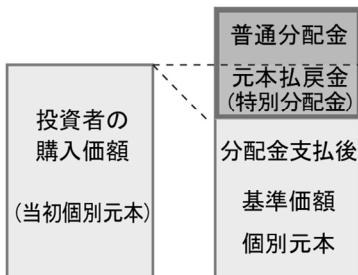 投資者の
購入価額
(当初個別元本)
普通分配金
元本払戻金
(特別分配金)
分配金支払後
基準価額
個別元本